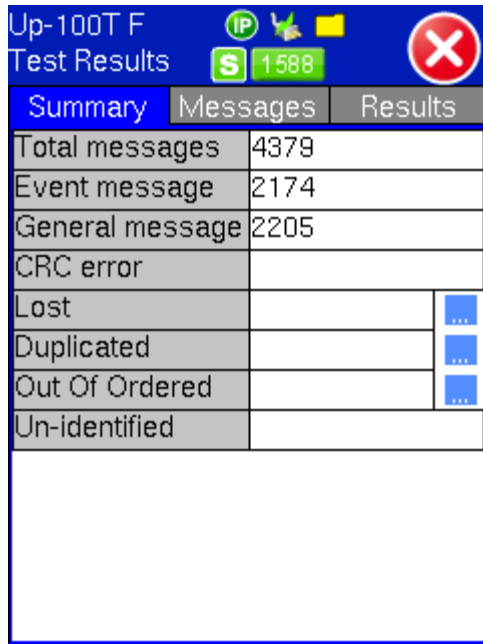 Up-100T F
IP
Test Results
S 1588
Summary Messages Results
Total messages 4379
Event message 2174
General message 2205
CRC error
Lost ...
Duplicated ...
Out Of Ordered ...
Un-identified